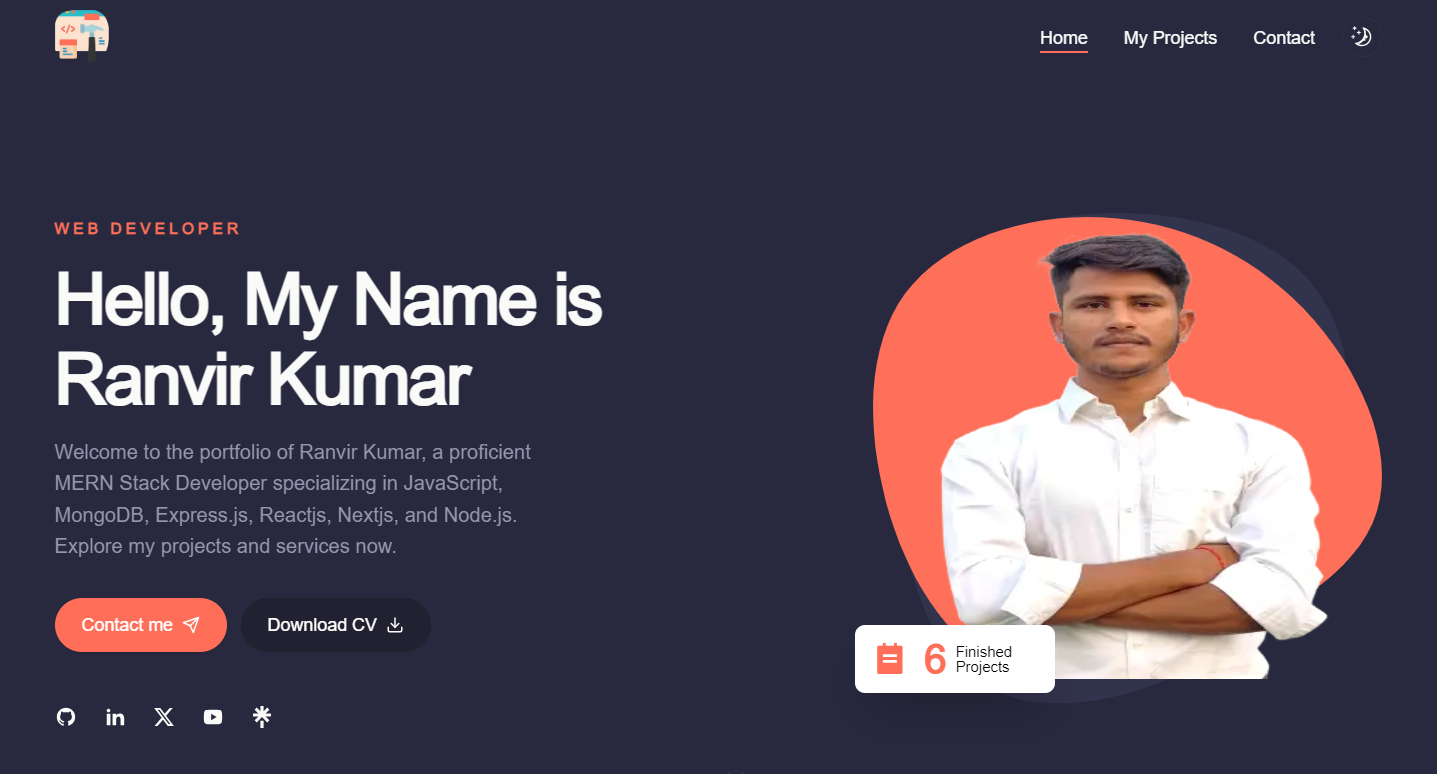 Home My Projects Contact
WEB DEVELOPER
Hello, My Name is
Ranvir Kumar
Welcome to the portfolio of Ranvir Kumar, a proficient
MERN Stack Developer specializing in JavaScript,
MongoDB, Express.js, Reactjs, Nextjs, and Node.js.
Explore my projects and services now.
Contact me Download CV
6 Finished
Projects